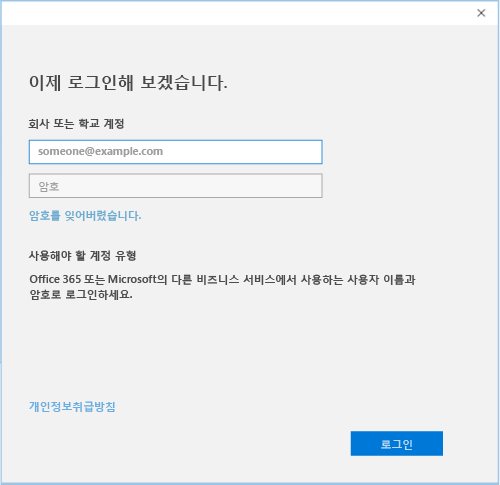 이제 로그인해 보겠습니다.
회사 또는 학교 계정
someone@example.com
암호
암호를 잊어버렸습니다.
사용해야 할 계정 유형
Office 365 또는 Microsoft의 다른 비즈니스 서비스에서 사용하는 사용자 이름과
암호로 로그인하세요.
개인정보취급방침
로그인